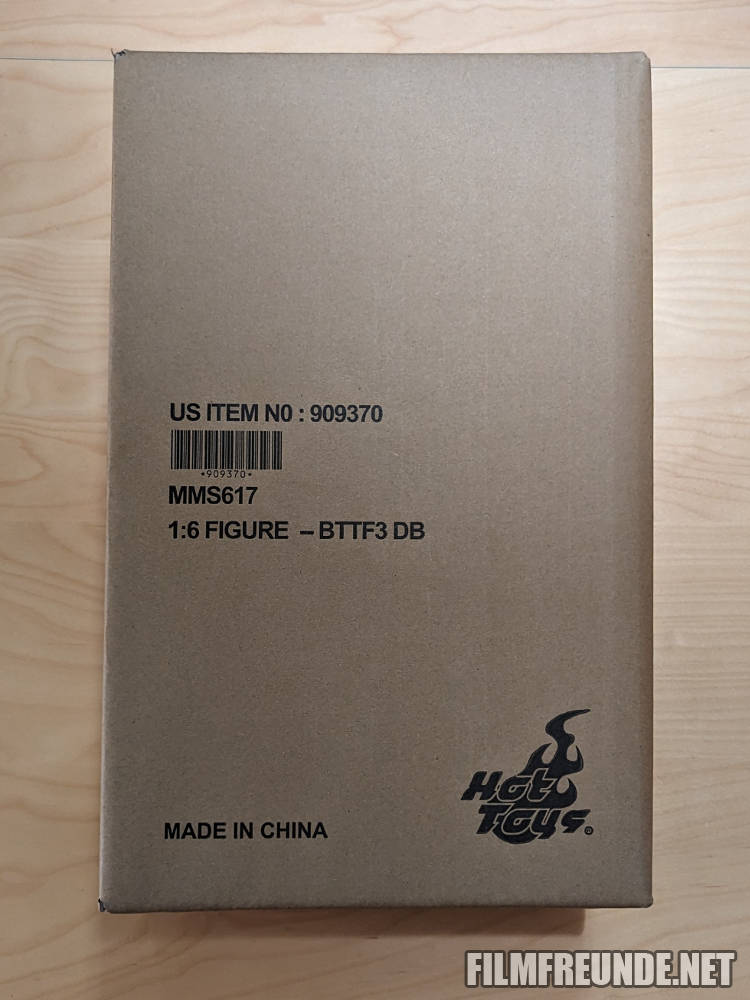 US ITEM N0 : 909370
*909370*
MMS617
1:6 FIGURE – BTTF3 DB
Hot
Toys
MADE IN CHINA
FILMFREUNDE.NET